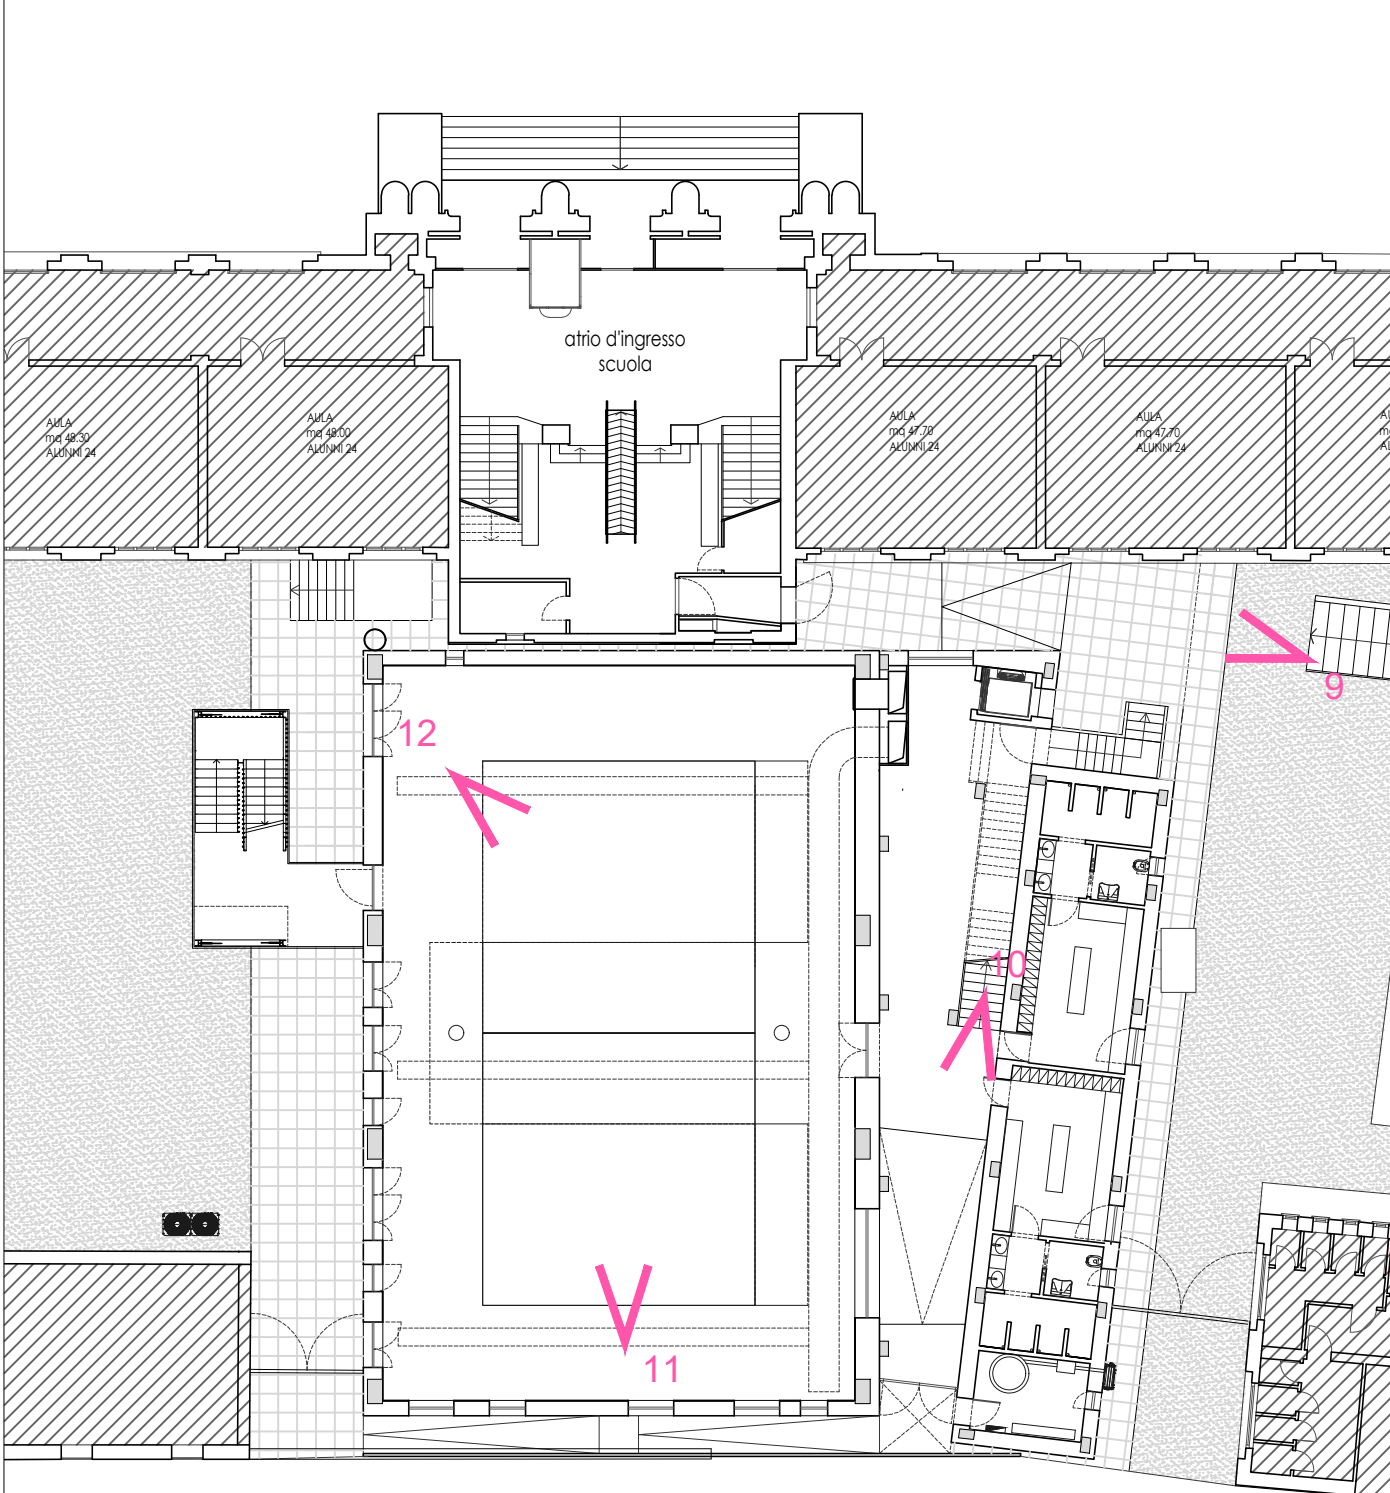 atrio d'ingresso
scuola
AULA
mq 48.30
ALUNNI 24
AULA
mq 48.00
ALUNNI 24
AULA
mq 47.70
ALUNNI 24
AULA
mq 47.70
ALUNNI 24
9
12
10
11